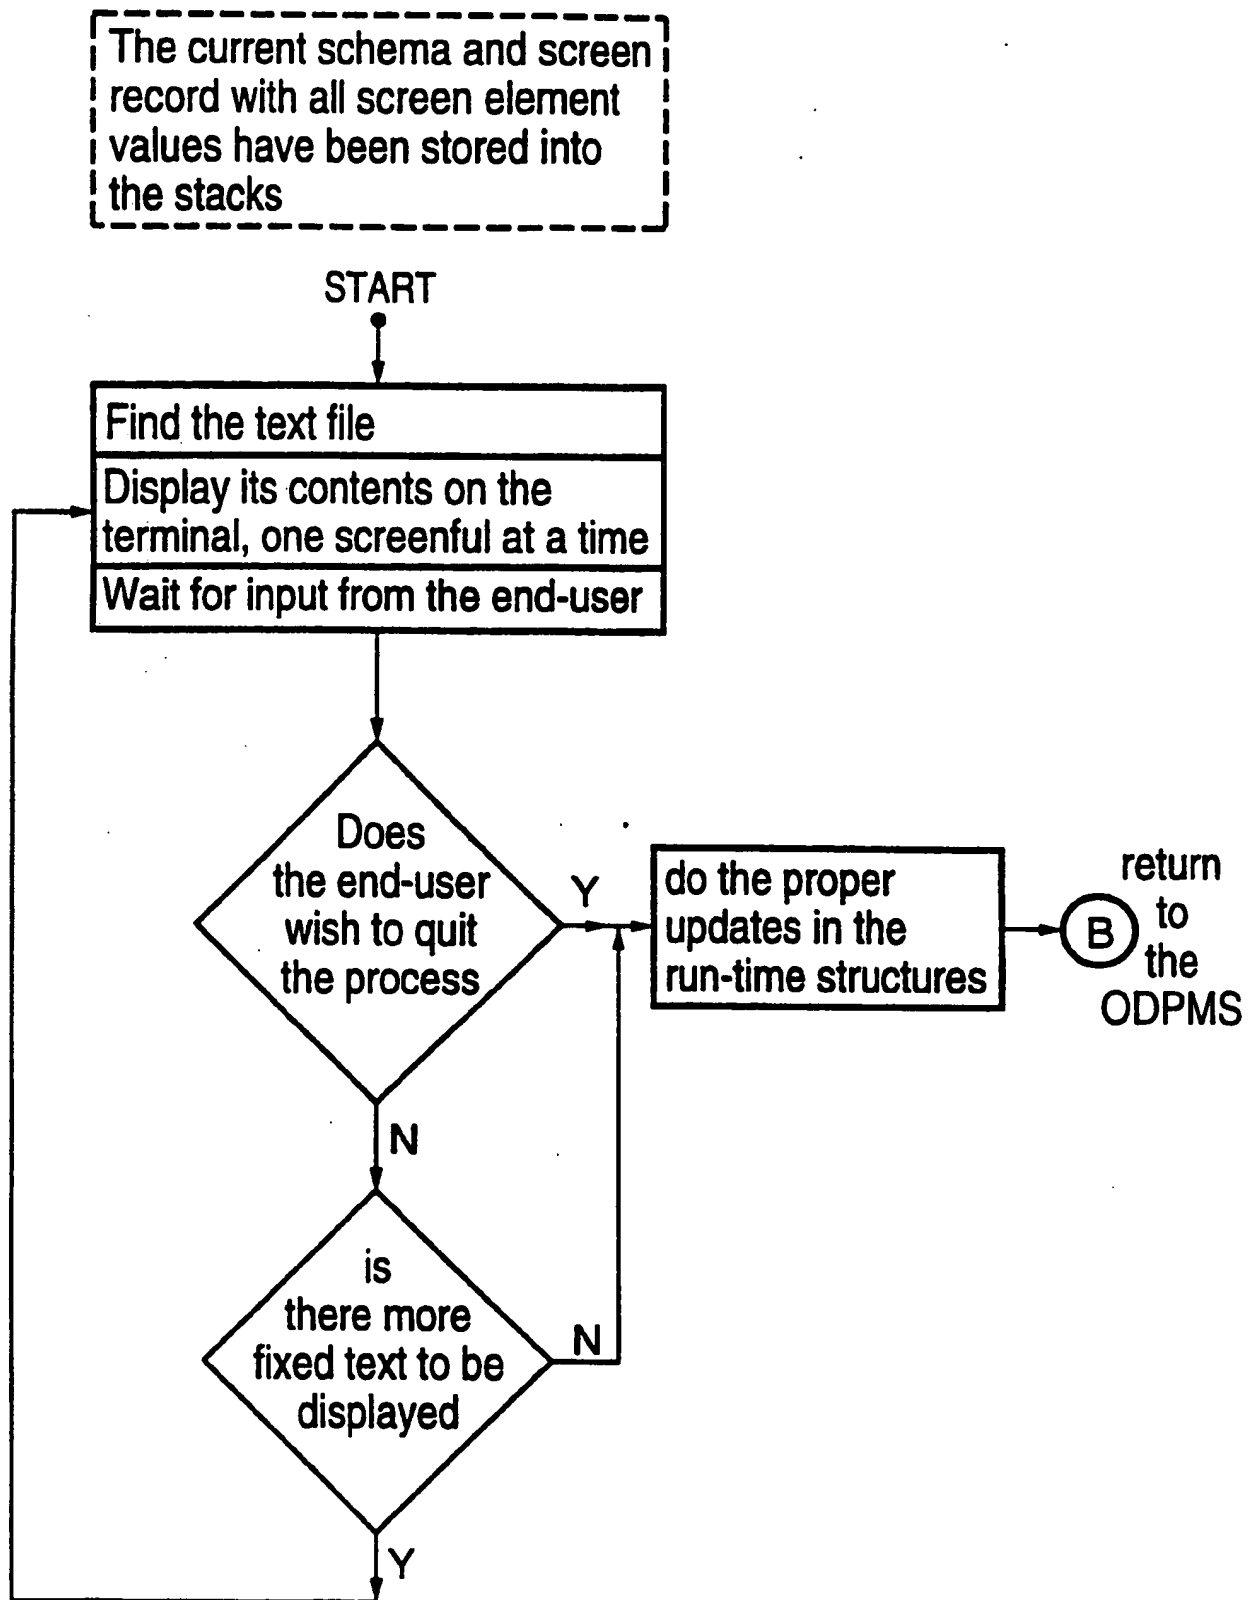 The current schema and screen
record with all screen element
values have been stored into
the stacks
START
Find the text file
Display its contents on the
terminal, one screenful at a time
Wait for input from the end-user
Does
the end-user
wish to quit
the process
Y
do the proper
updates in the
run-time structures
B
return
to
the
ODPMS
N
is
there more
fixed text to be
displayed
N
Y